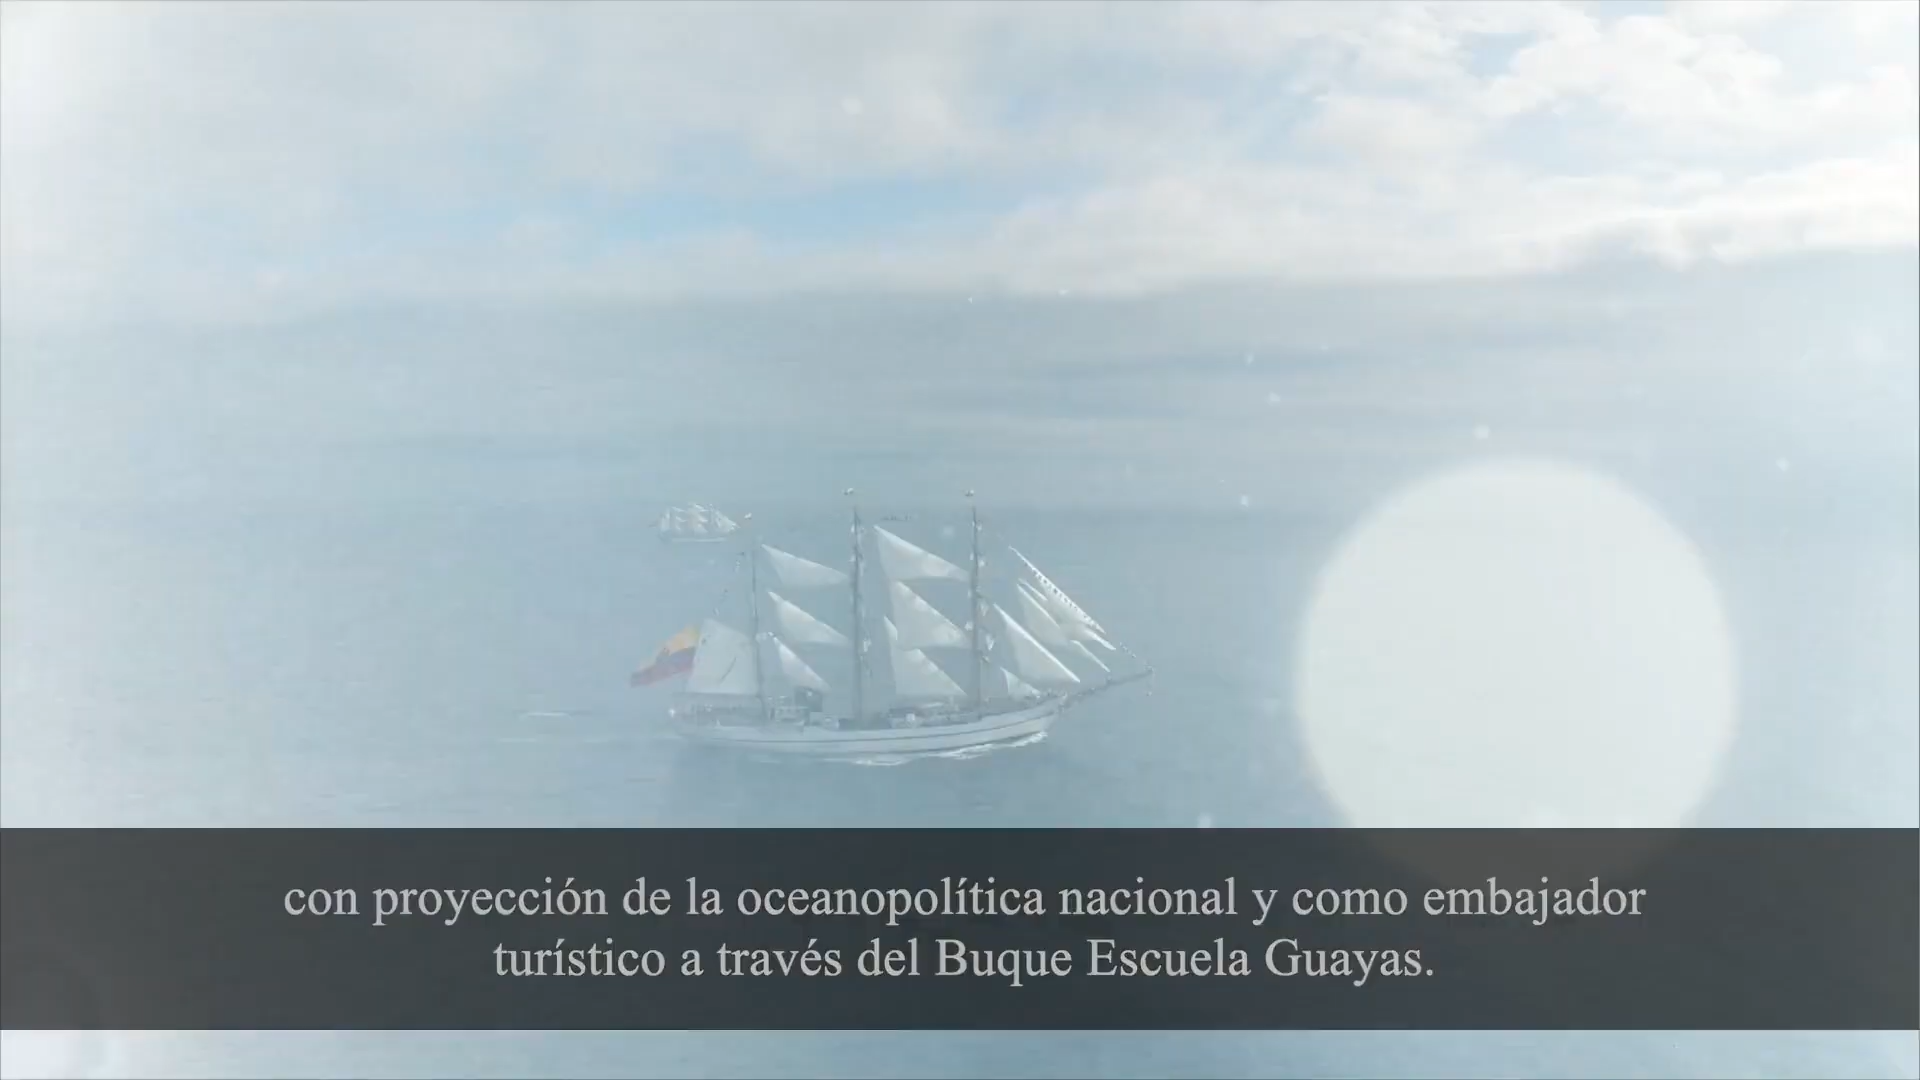 con proyección de la oceanopolítica nacional y como embajador
turístico a través del Buque Escuela Guayas.